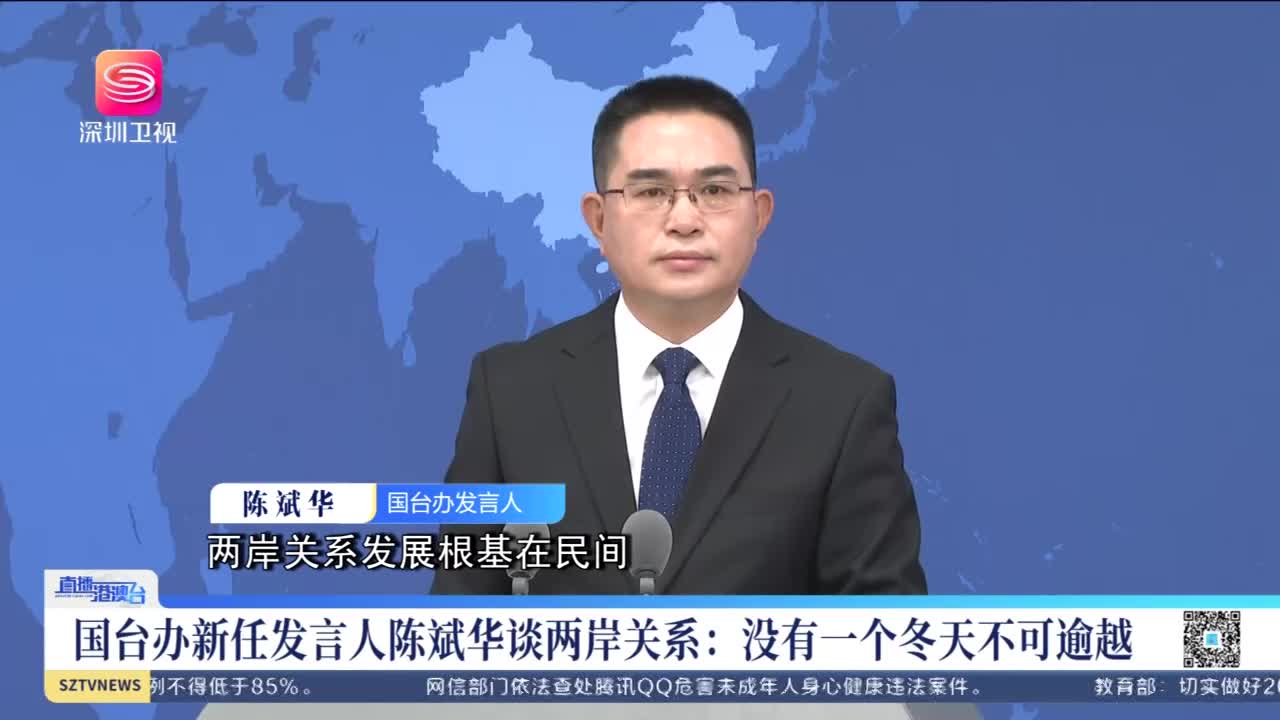 深圳卫视
陈斌华
国台办发言人
两岸关系发展根基在民间
直播港澳台
国台办新任发言人陈斌华谈两岸关系：没有一个冬天不可逾越
SZTVNEWS
例不得低于85%。 网信部门依法查处腾讯QQ危害未成年人身心健康违法案件。 教育部：切实做好20